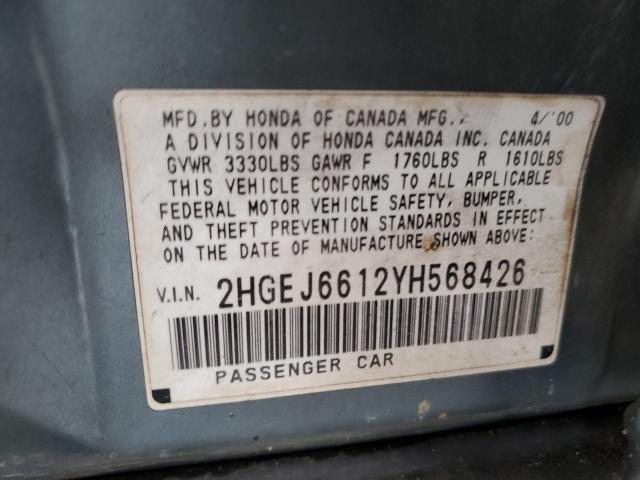 MFD. BY HONDA OF CANADA MFG., 4/'00
A DIVISION OF HONDA CANADA INC. CANADA
GVWR 3330LBS GAWR F 1760LBS R 1610LBS
THIS VEHICLE CONFORMS TO ALL APPLICABLE
FEDERAL MOTOR VEHICLE SAFETY, BUMPER,
AND THEFT PREVENTION STANDARDS IN EFFECT
ON THE DATE OF MANUFACTURE SHOWN ABOVE:
V.I.N. 2HGEJ6612YH568426
PASSENGER CAR